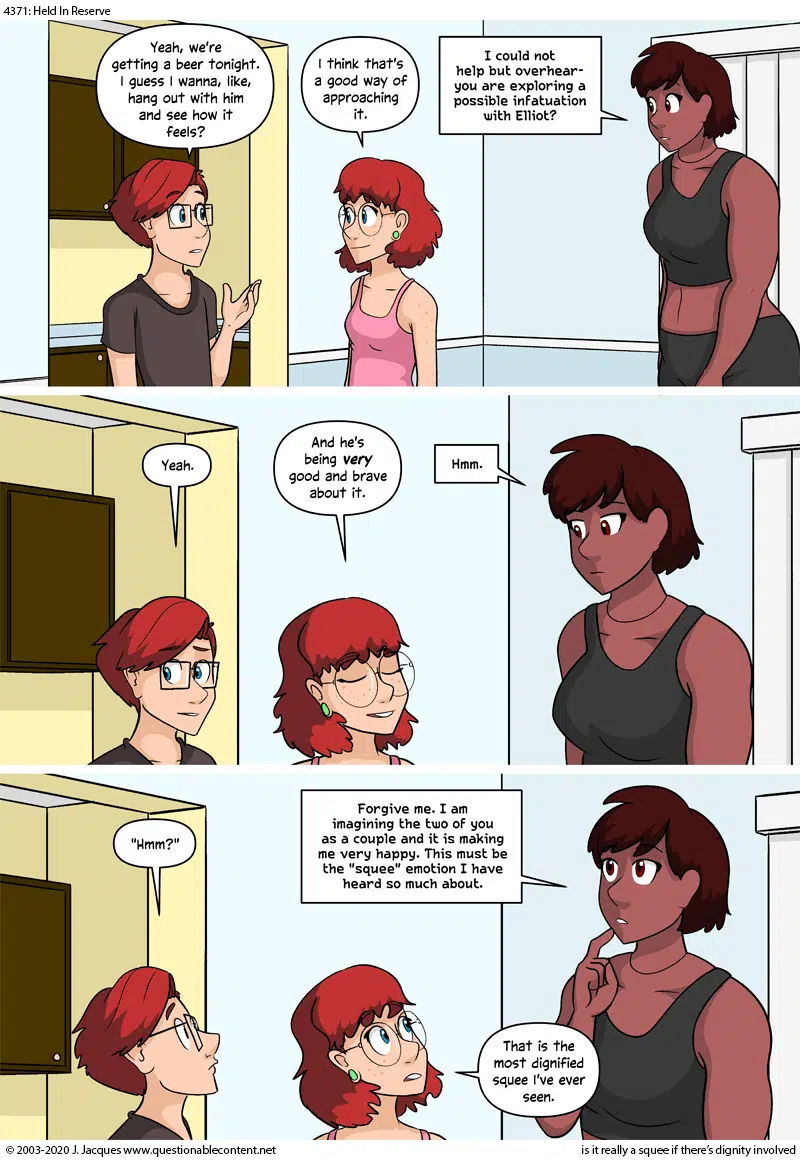 4371: Held In Reserve
Yeah, we're
getting a beer tonight.
I guess I wanna, like,
hang out with him
and see how it
feels?
I think that's
a good way of
approaching
it.
I could not
help but overhear-
you are exploring a
possible infatuation
with Elliot?
Yeah.
And he's
being very
good and brave
about it.
Hmm.
"Hmm?"
Forgive me. I am
imagining the two of you
as a couple and it is making
me very happy. This must be
the "squee" emotion I have
heard so much about.
That is the
most dignified
squee I've ever
seen.
© 2003-2020 J. Jacques www.questionablecontent.net
is it really a squee if there's dignity involved